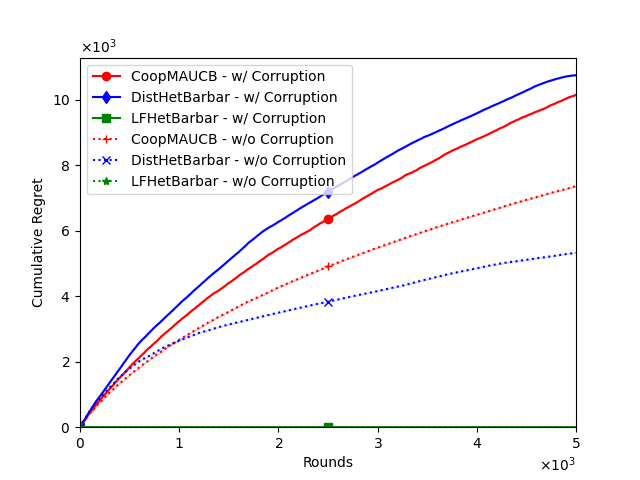 ×10³
CoopMAUCB - w/ Corruption
DistHetBarbar - w/ Corruption
LFHetBarbar - w/ Corruption
CoopMAUCB - w/o Corruption
DistHetBarbar - w/o Corruption
LFHetBarbar - w/o Corruption
10
8
6
4
2
0
Cumulative Regret
0 1 2 3 4 5
Rounds
×10³